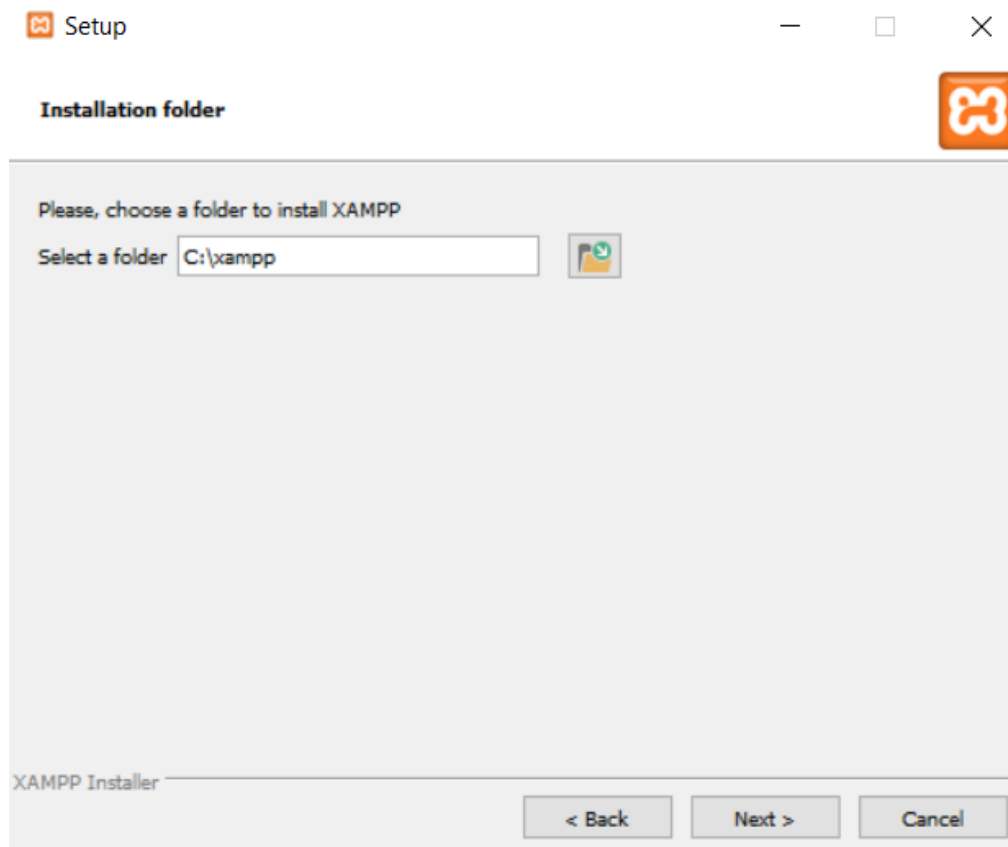 Setup
Installation folder
Please, choose a folder to install XAMPP
Select a folder C:\xampp
XAMPP Installer
< Back Next > Cancel